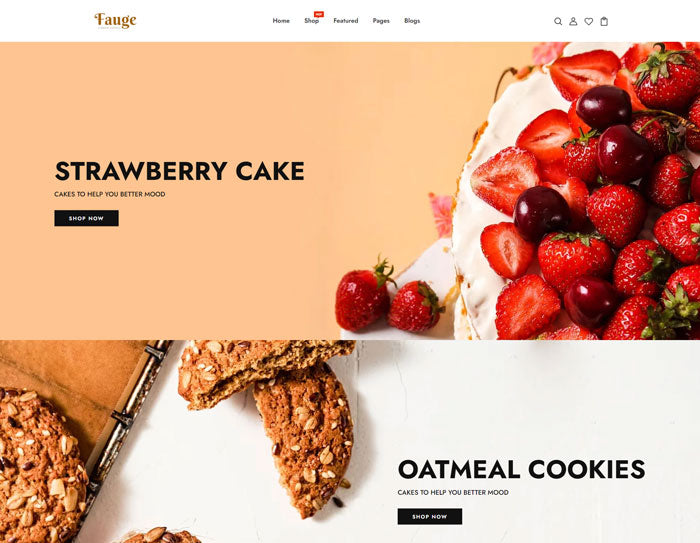 Fauge
Home Shop Featured Pages Blogs
HOT
STRAWBERRY CAKE
CAKES TO HELP YOU BETTER MOOD
SHOP NOW
OATMEAL COOKIES
CAKES TO HELP YOU BETTER MOOD
SHOP NOW